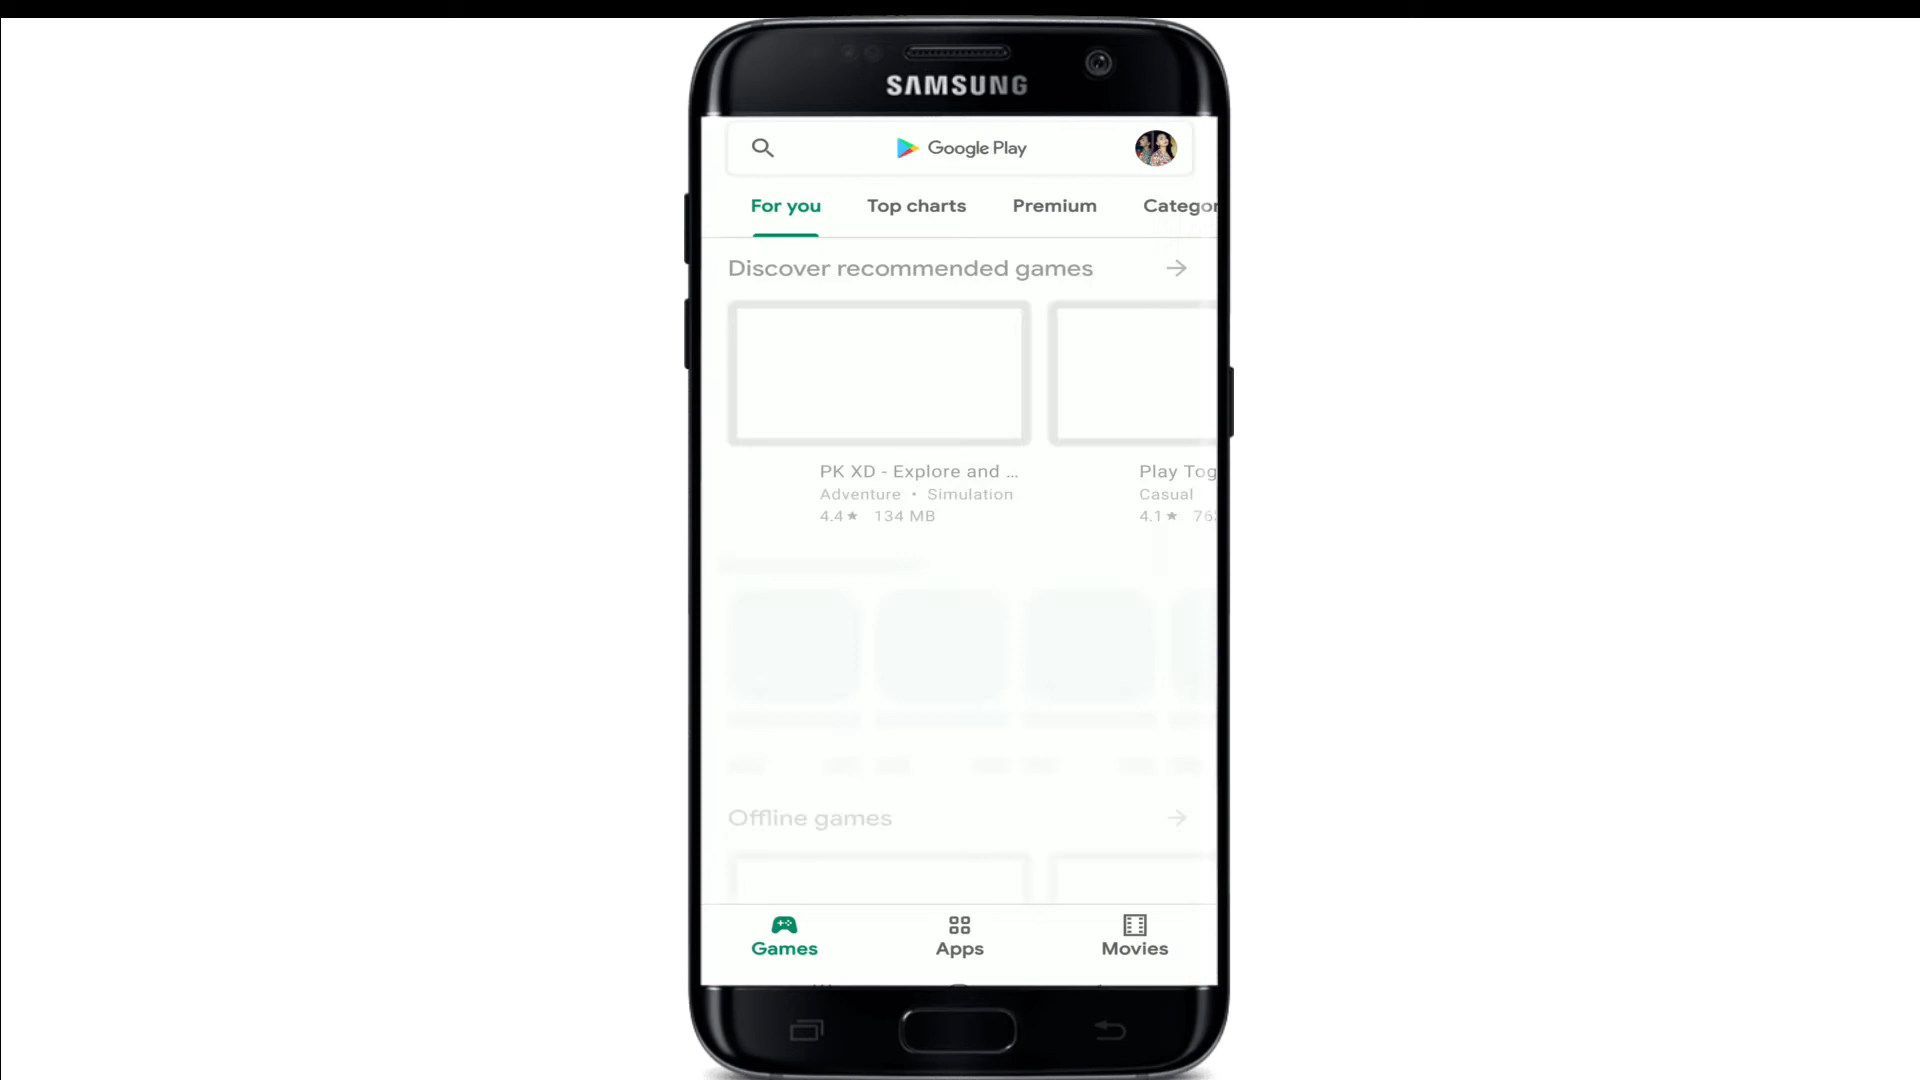 SAMSUNG
Google Play
For you Top charts Premium Categor
Discover recommended games
PK XD - Explore and ... Play Tog
Adventure • Simulation Casual
4.4★ 134 MB 4.1★ 76
Offline games
Games Apps Movies